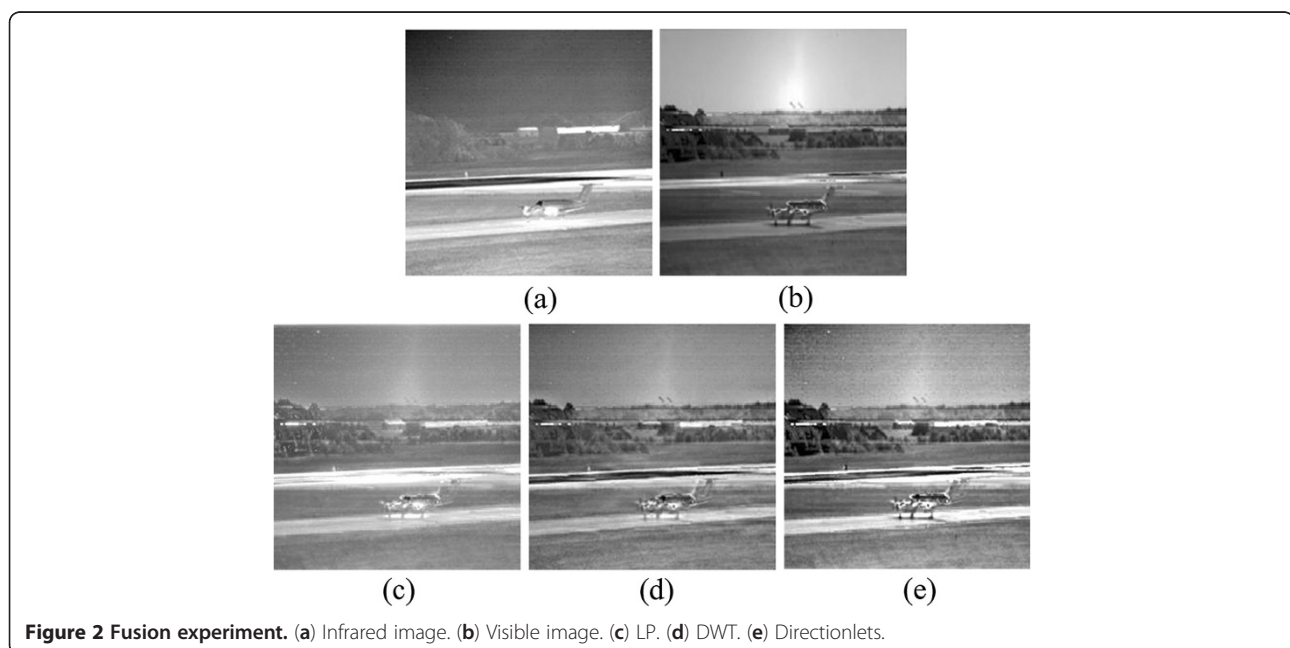 (a)
(b)
(c)
(d)
(e)
Figure 2 Fusion experiment. (a) Infrared image. (b) Visible image. (c) LP. (d) DWT. (e) Directionlets.